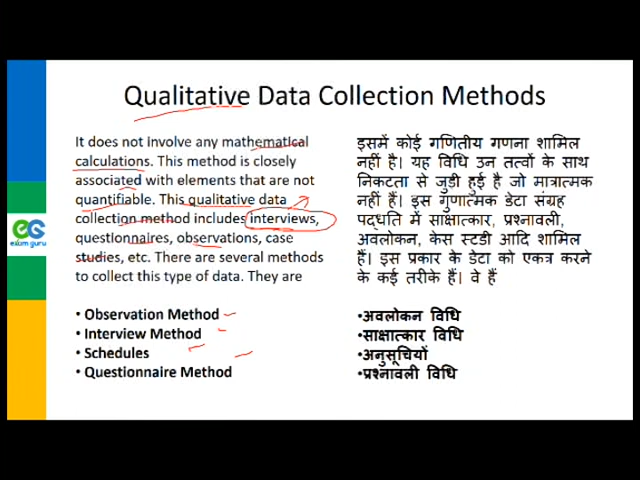 Qualitative Data Collection Methods
It does not involve any mathematical
calculations. This method is closely
associated with elements that are not
quantifiable. This qualitative data
collection method includes interviews,
questionnaires, observations, case
studies, etc. There are several methods
to collect this type of data. They are
• Observation Method
• Interview Method
• Schedules
• Questionnaire Method
इसमें कोई गणितीय गणना शामिल
नहीं है। यह विधि उन तत्वों के साथ
निकटता से जुड़ी हुई है जो मात्रात्मक
नहीं हैं। इस गुणात्मक डेटा संग्रह
पद्धति में साक्षात्कार, प्रश्नावली,
अवलोकन, केस स्टडी आदि शामिल
हैं। इस प्रकार के डेटा को एकत्र करने
के कई तरीके हैं। वे हैं
• अवलोकन विधि
• साक्षात्कार विधि
• अनुसूचियों
• प्रश्नावली विधि
eG
exam guru